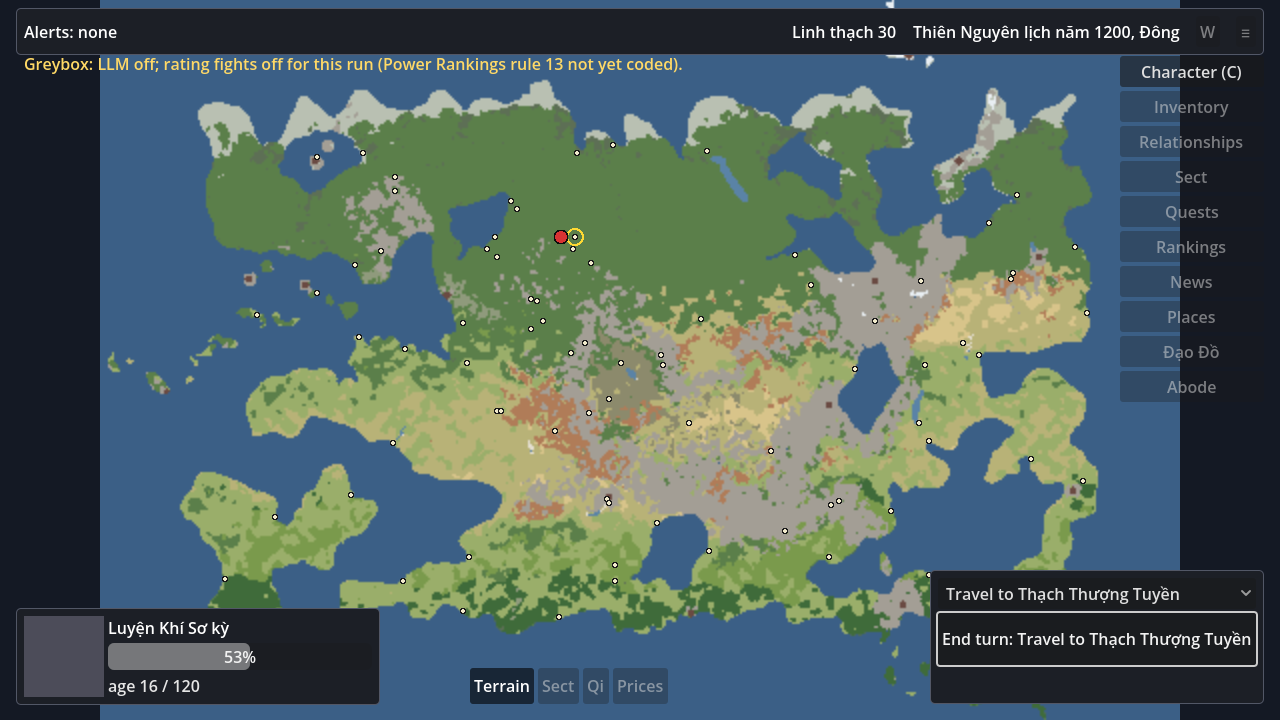 Alerts: none
Linh thạch 30 Thiên Nguyên lịch năm 1200, Đông W ≡
Greybox: LLM off; rating fights off for this run (Power Rankings rule 13 not yet coded).
Character (C)
Inventory
Relationships
Sect
Quests
Rankings
News
Places
Đạo Đồ
Abode
Travel to Thạch Thượng Tuyền
End turn: Travel to Thạch Thượng Tuyền
Luyện Khí Sơ kỳ
53%
age 16 / 120
Terrain Sect Qi Prices